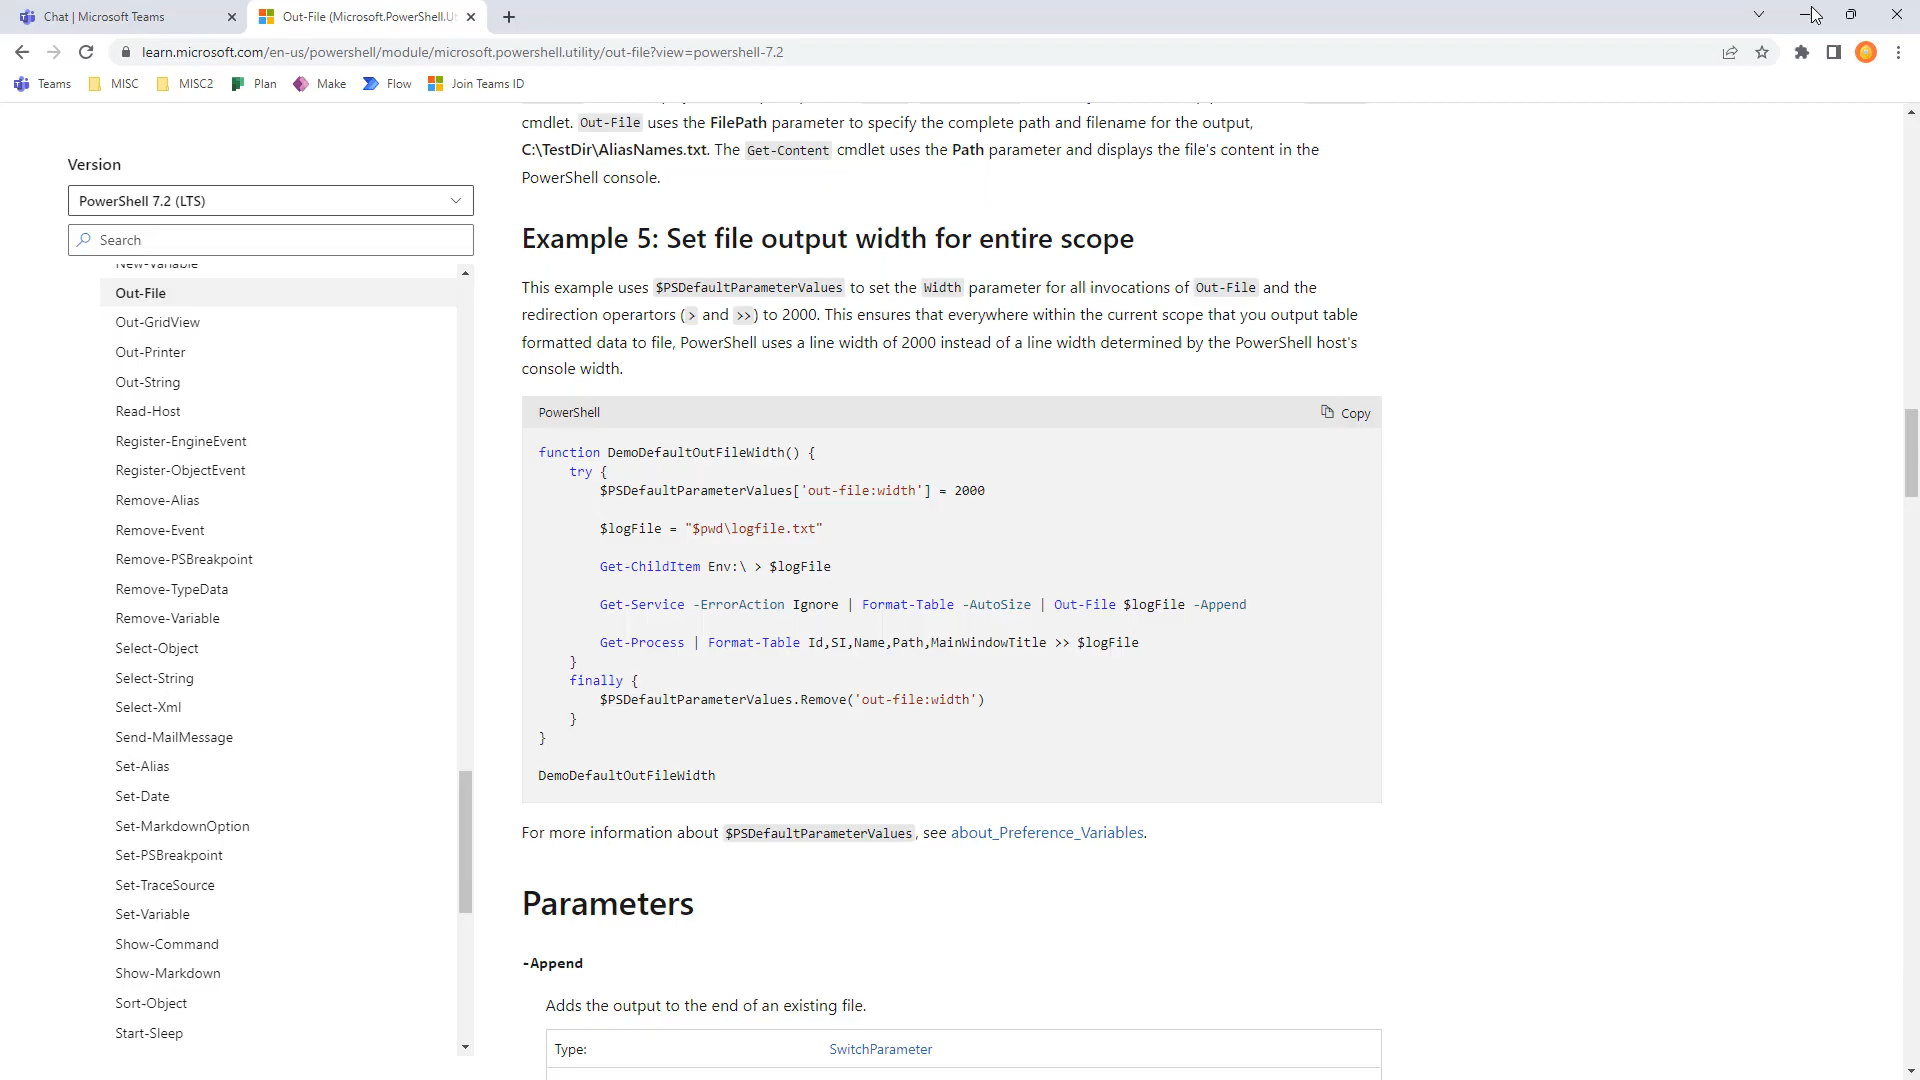 Chat | Microsoft Teams
Out-File (Microsoft.PowerShell.Ut
learn.microsoft.com/en-us/powershell/module/microsoft.powershell.utility/out-file?view=powershell-7.2
Teams MISC MISC2 Plan Make Flow Join Teams ID
Version
PowerShell 7.2 (LTS)
Search
New-Variable
Out-File
Out-GridView
Out-Printer
Out-String
Read-Host
Register-EngineEvent
Register-ObjectEvent
Remove-Alias
Remove-Event
Remove-PSBreakpoint
Remove-TypeData
Remove-Variable
Select-Object
Select-String
Select-Xml
Send-MailMessage
Set-Alias
Set-Date
Set-MarkdownOption
Set-PSBreakpoint
Set-TraceSource
Set-Variable
Show-Command
Show-Markdown
Sort-Object
Start-Sleep
cmdlet. Out-File uses the FilePath parameter to specify the complete path and filename for the output,
C:\TestDir\AliasNames.txt. The Get-Content cmdlet uses the Path parameter and displays the file's content in the
PowerShell console.
Example 5: Set file output width for entire scope
This example uses $PSDefaultParameterValues to set the Width parameter for all invocations of Out-File and the
redirection operartors (> and >>) to 2000. This ensures that everywhere within the current scope that you output table
formatted data to file, PowerShell uses a line width of 2000 instead of a line width determined by the PowerShell host's
console width.
PowerShell Copy
function DemoDefaultOutFileWidth() {
try {
$PSDefaultParameterValues['out-file:width'] = 2000
$logFile = "$pwd\logfile.txt"
Get-ChildItem Env:\ > $logFile
Get-Service -ErrorAction Ignore | Format-Table -AutoSize | Out-File $logFile -Append
Get-Process | Format-Table Id,SI,Name,Path,MainWindowTitle >> $logFile
}
finally {
$PSDefaultParameterValues.Remove('out-file:width')
}
}
DemoDefaultOutFileWidth
For more information about $PSDefaultParameterValues, see about_Preference_Variables.
Parameters
-Append
Adds the output to the end of an existing file.
Type: SwitchParameter